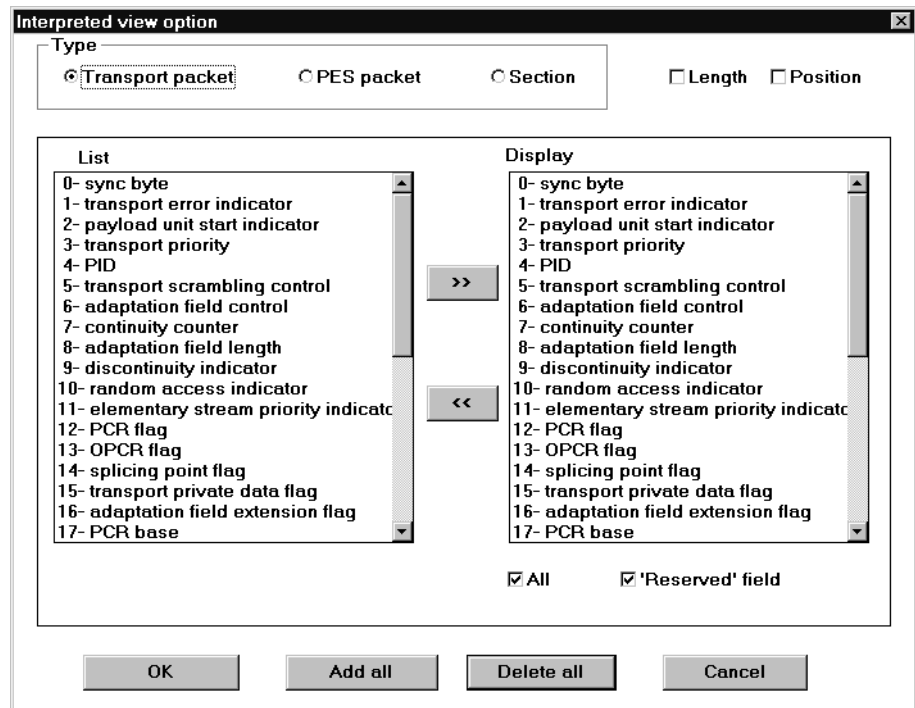 Interpreted view option
Type
Transport packet
PES packet
Section
Length
Position
List
0- sync byte
1- transport error indicator
2- payload unit start indicator
3- transport priority
4- PID
5- transport scrambling control
6- adaptation field control
7- continuity counter
8- adaptation field length
9- discontinuity indicator
10- random access indicator
11- elementary stream priority indicatc
12- PCR flag
13- OPCR flag
14- splicing point flag
15- transport private data flag
16- adaptation field extension flag
17- PCR base
>>
<<
Display
0- sync byte
1- transport error indicator
2- payload unit start indicator
3- transport priority
4- PID
5- transport scrambling control
6- adaptation field control
7- continuity counter
8- adaptation field length
9- discontinuity indicator
10- random access indicator
11- elementary stream priority indicatc
12- PCR flag
13- OPCR flag
14- splicing point flag
15- transport private data flag
16- adaptation field extension flag
17- PCR base
All
'Reserved' field
OK
Add all
Delete all
Cancel